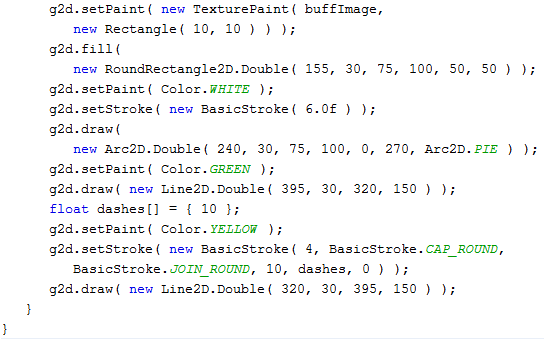 g2d.setPaint( new TexturePaint( buffImage,
new Rectangle( 10, 10 ) ) );
g2d.fill(
new RoundRectangle2D.Double( 155, 30, 75, 100, 50, 50 ) );
g2d.setPaint( Color.WHITE );
g2d.setStroke( new BasicStroke( 6.0f ) );
g2d.draw(
new Arc2D.Double( 240, 30, 75, 100, 0, 270, Arc2D.PIE ) );
g2d.setPaint( Color.GREEN );
g2d.draw( new Line2D.Double( 395, 30, 320, 150 ) );
float dashes[] = { 10 };
g2d.setPaint( Color.YELLOW );
g2d.setStroke( new BasicStroke( 4, BasicStroke.CAP_ROUND,
BasicStroke.JOIN_ROUND, 10, dashes, 0 ) );
g2d.draw( new Line2D.Double( 320, 30, 395, 150 ) );
}
}